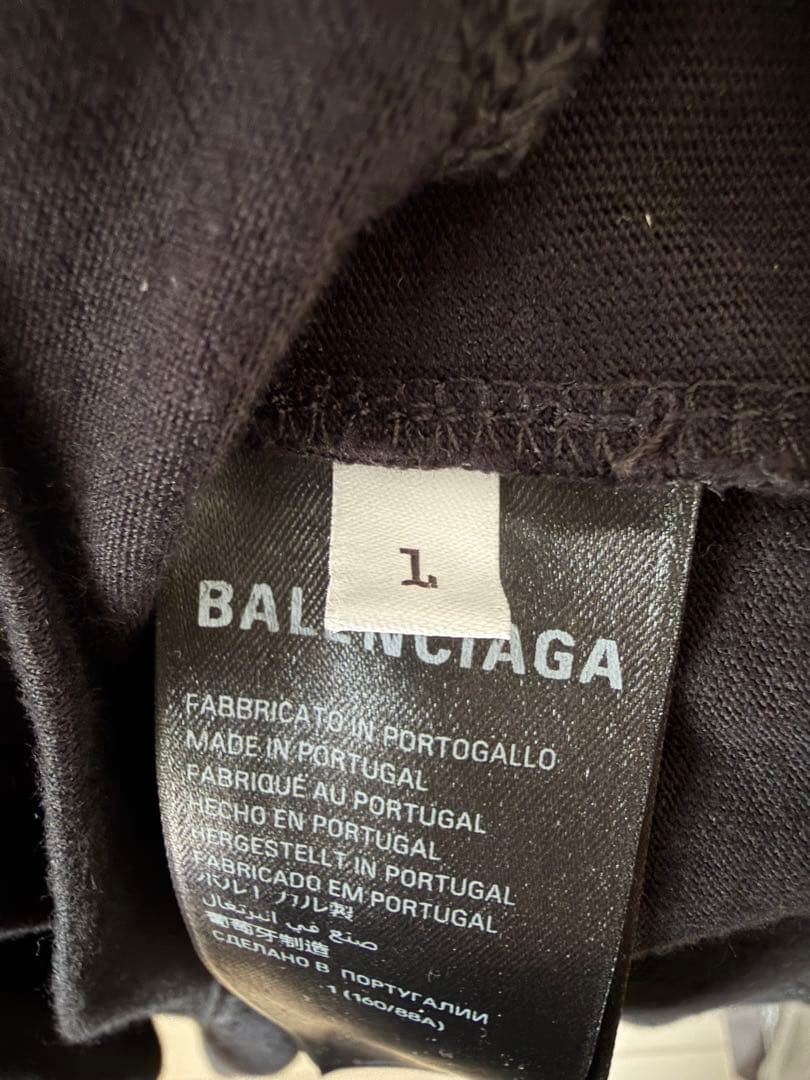 1
BALENCIAGA
FABBRICATO IN PORTOGALLO
MADE IN PORTUGAL
FABRIQUÉ AU PORTUGAL
HECHO EN PORTUGAL
HERGESTELLT IN PORTUGAL
FABRICADO EM PORTUGAL
ポルトガル製
صنع في البرتغال
葡萄牙制造
СДЕЛАНО В ПОРТУГАЛИИ
1 (160/88A)